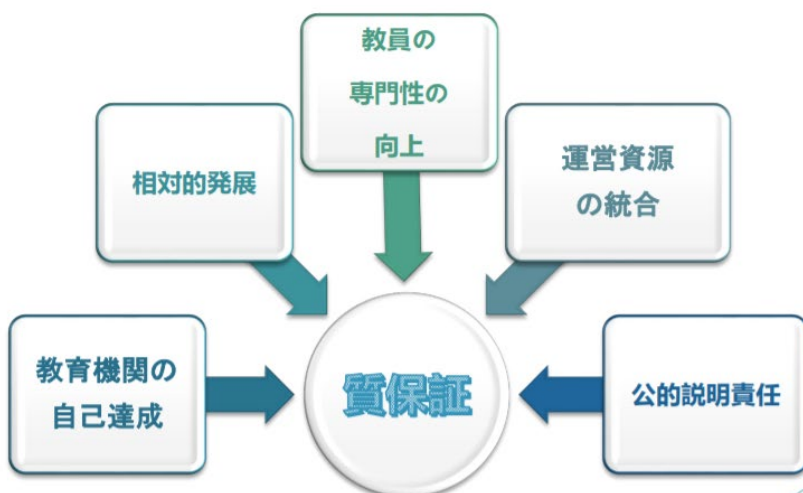 教員の
専門性の
向上
相対的発展
運営資源
の統合
教育機関の
自己達成
質保証
公的説明責任